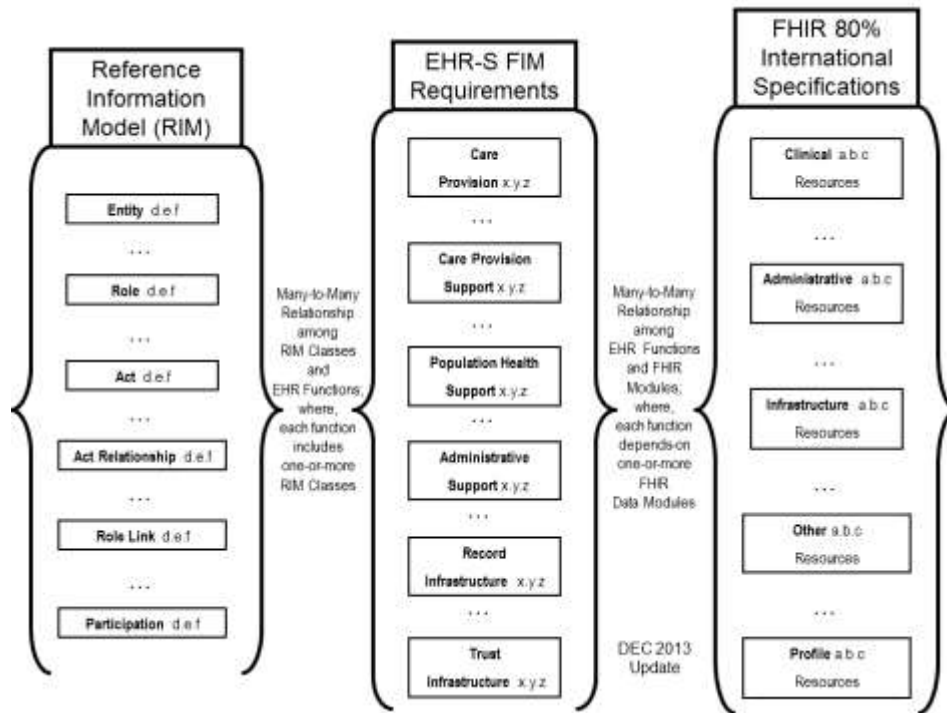 Reference
Information
Model (RIM)
Entity d.e.f
...
Role d.e.f
...
Act d.e.f
...
Act Relationship d.e.f
...
Role Link d.e.f
...
Participation d.e.f
Many-to-Many
Relationship
among
RIM Classes
and
EHR Functions;
where,
each function
includes
one-or-more
RIM Classes
EHR-S FIM
Requirements
Care
Provision x.y.z
...
Care Provision
Support x.y.z
...
Population Health
Support x.y.z
...
Administrative
Support x.y.z
...
Record
Infrastructure x.y.z
...
Trust
Infrastructure x.y.z
Many-to-Many
Relationship
among
EHR Functions
and FHIR
Modules;
where,
each function
depends-on
one-or-more
FHIR
Data Modules
DEC 2013
Update
FHIR 80%
International
Specifications
Clinical a.b.c
Resources
...
Administrative a.b.c
Resources
...
Infrastructure a.b.c
Resources
...
Other a.b.c
Resources
...
Profile a.b.c
Resources